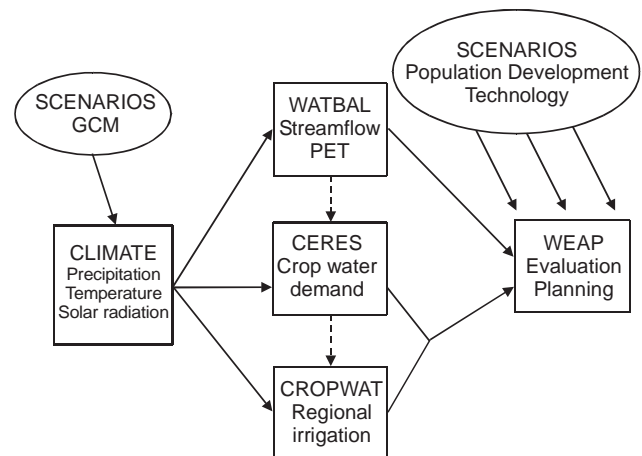 SCENARIOS
GCM
CLIMATE
Precipitation
Temperature
Solar radiation
WATBAL
Streamflow
PET
CERES
Crop water
demand
CROPWAT
Regional
irrigation
SCENARIOS
Population Development
Technology
WEAP
Evaluation
Planning